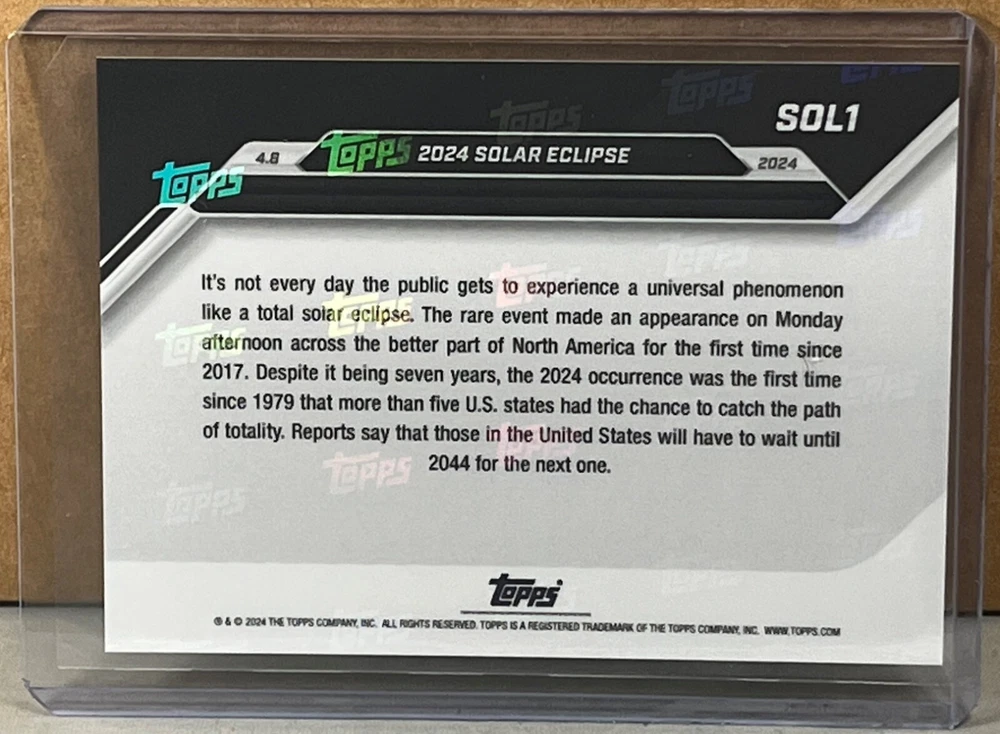 SOL1
4.8 TOPPS 2024 SOLAR ECLIPSE 2024
It's not every day the public gets to experience a universal phenomenon
like a total solar eclipse. The rare event made an appearance on Monday
afternoon across the better part of North America for the first time since
2017. Despite it being seven years, the 2024 occurrence was the first time
since 1979 that more than five U.S. states had the chance to catch the path
of totality. Reports say that those in the United States will have to wait until
2044 for the next one.
Topps
® & © 2024 THE TOPPS COMPANY, INC. ALL RIGHTS RESERVED. TOPPS IS A REGISTERED TRADEMARK OF THE TOPPS COMPANY, INC. WWW.TOPPS.COM